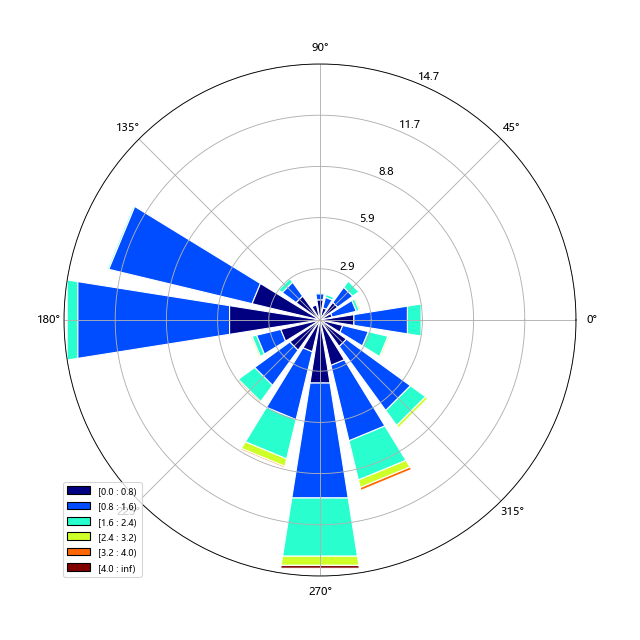 90°
14.7
135°
11.7
45°
8.8
5.9
2.9
180°
0°
[0.0 : 0.8)
[0.8 : 1.6)
[1.6 : 2.4)
225°
315°
[2.4 : 3.2)
[3.2 : 4.0)
[4.0 : inf)
270°